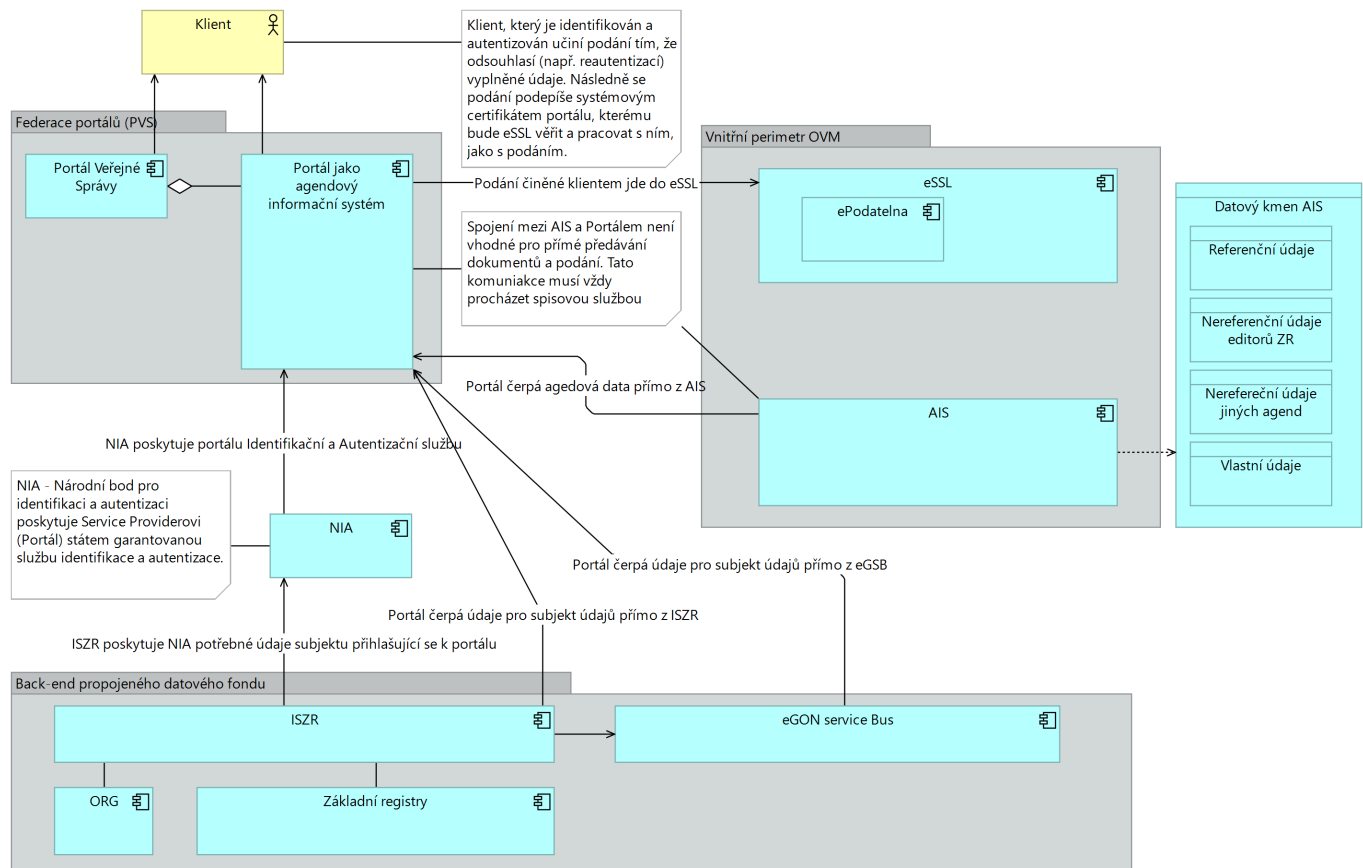 Klient
Klient, který je identifikován a
autentizován učiní podání tím, že
odsouhlasí (např. reautentizací)
vyplněné údaje. Následně se
podání podepíše systémovým
certifikátem portálu, kterému
bude eSSL věřit a pracovat s ním,
jako s podáním.
Federace portálů (PVS)
Portál Veřejné
Správy
Portál jako
agendový
informační systém
Podání činěné klientem jde do eSSL
Vnitřní perimetr OVM
eSSL
ePodatelna
Datový kmen AIS
Referenční údaje
Nereferenční údaje
editorů ZR
Nerefereční údaje
jiných agend
Vlastní údaje
Spojení mezi AIS a Portálem není
vhodné pro přímé předávání
dokumentů a podání. Tato
komuniakce musí vždy
procházet spisovou službou
Portál čerpá agedová data přímo z AIS
AIS
NIA poskytuje portálu Identifikační a Autentizační službu
NIA - Národní bod pro
identifikaci a autentizaci
poskytuje Service Providerovi
(Portál) státem garantovanou
službu identifikace a autentizace.
NIA
Portál čerpá údaje pro subjekt údajů přímo z eGSB
Portál čerpá údaje pro subjekt údajů přímo z ISZR
ISZR poskytuje NIA potřebné údaje subjektu přihlašující se k portálu
Back-end propojeného datového fondu
ISZR
eGON service Bus
ORG
Základní registry